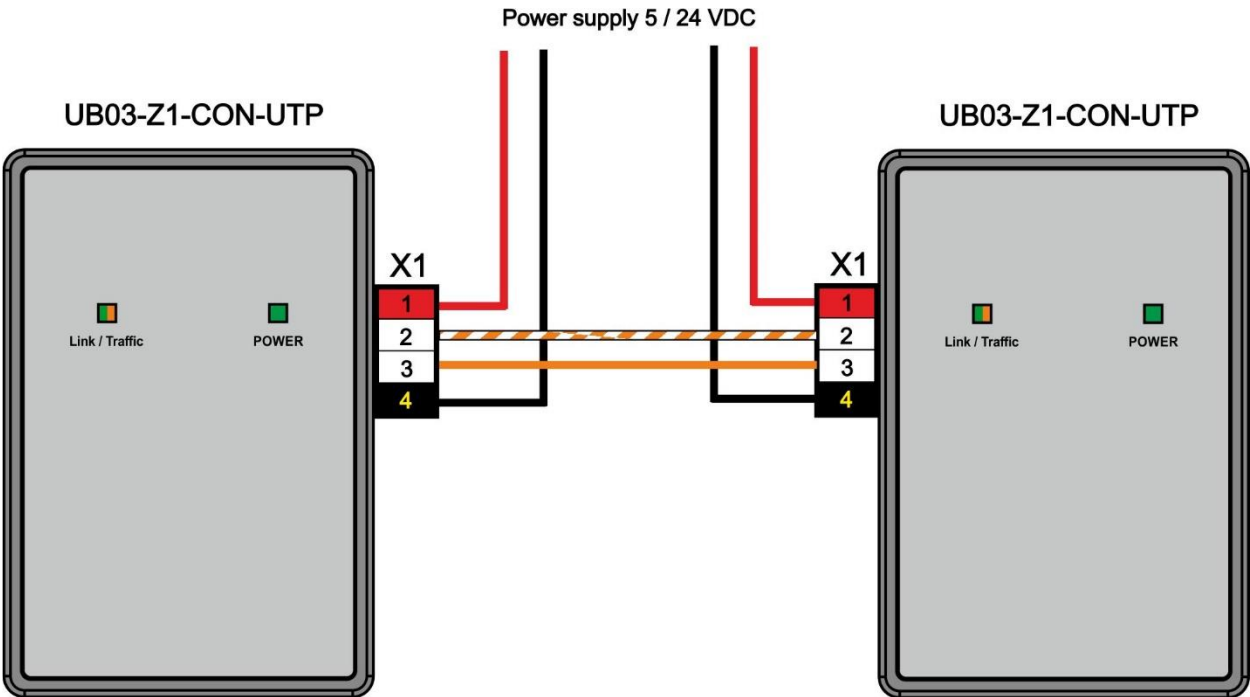 Power supply 5 / 24 VDC
UB03-Z1-CON-UTP
UB03-Z1-CON-UTP
X1
1
2
3
4
Link / Traffic
POWER
X1
1
2
3
4
Link / Traffic
POWER